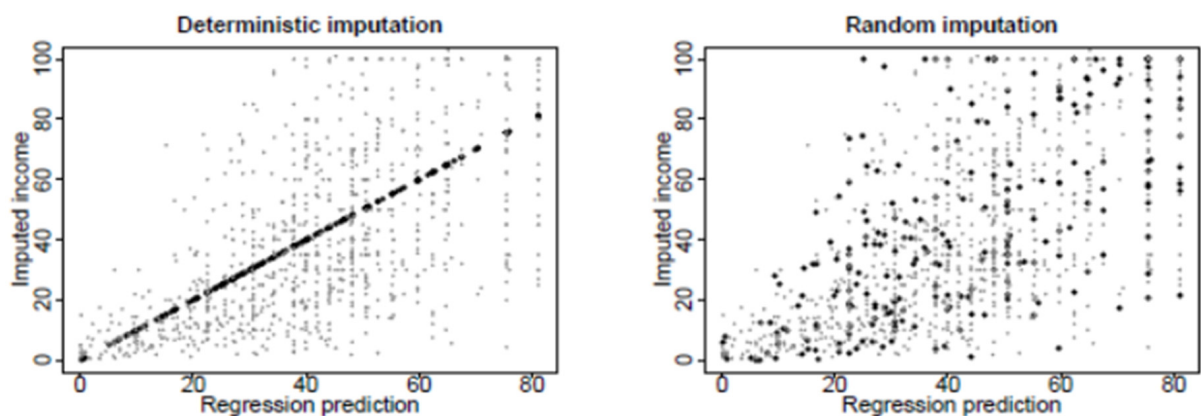 Deterministic imputation
Imputed income
0 20 40 60 80 100
0 20 40 60 80
Regression prediction
Random imputation
Imputed income
0 20 40 60 80 100
0 20 40 60 80
Regression prediction